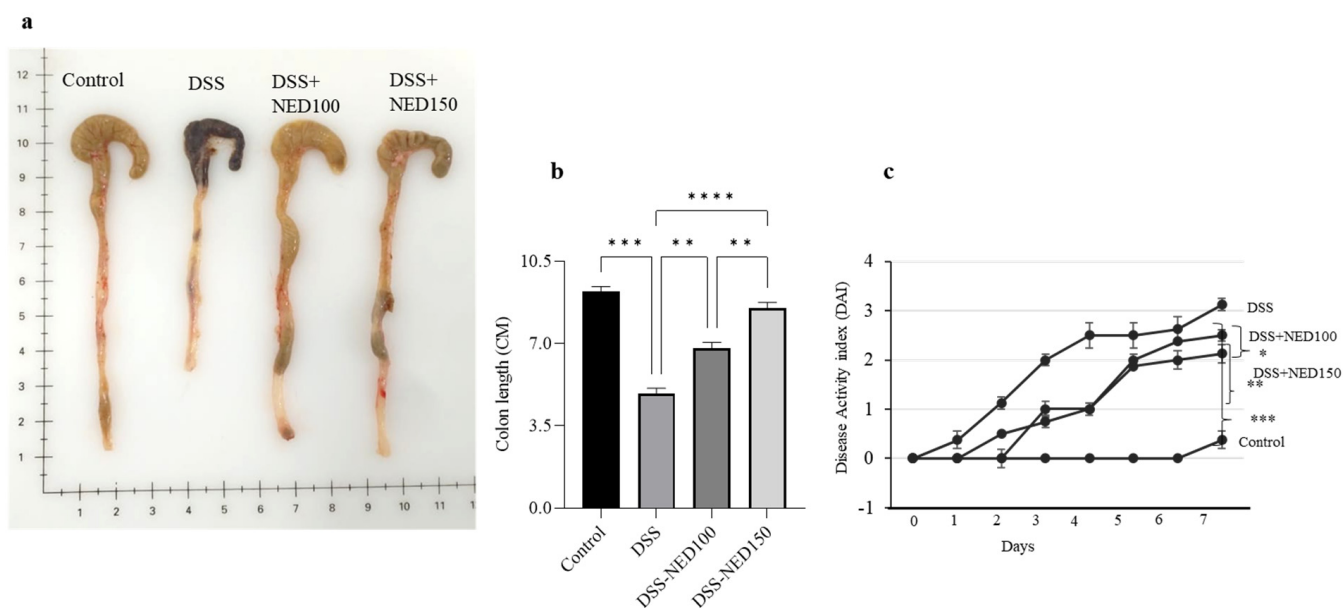 a
Control
DSS
DSS+
NED100
DSS+
NED150
12
11
10
9
8
7
6
5
4
3
2
1
1 2 3 4 5 6 7 8 9 10 11
b
****
*** ** **
Colon length (CM)
10.5
7.0
3.5
0.0
Control
DSS
DSS-NED100
DSS-NED150
c
Disease Activity index (DAI)
4
3
2
1
0
-1
0 1 2 3 4 5 6 7
Days
DSS
DSS+NED100
*
DSS+NED150
**
***
Control